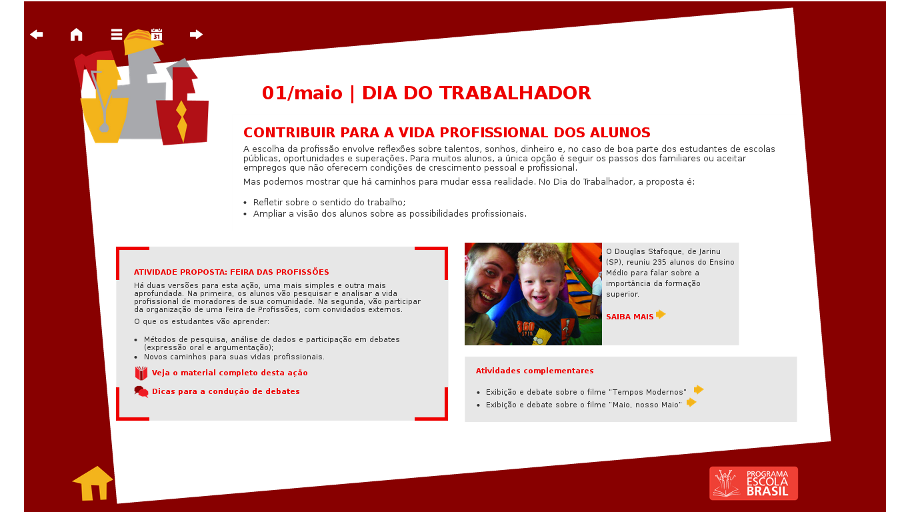 31
01/maio | DIA DO TRABALHADOR
CONTRIBUIR PARA A VIDA PROFISSIONAL DOS ALUNOS
A escolha da profissão envolve reflexões sobre talentos, sonhos, dinheiro e, no caso de boa parte dos estudantes de escolas
públicas, oportunidades e superações. Para muitos alunos, a única opção é seguir os passos dos familiares ou aceitar
empregos que não oferecem condições de crescimento pessoal e profissional.
Mas podemos mostrar que há caminhos para mudar essa realidade. No Dia do Trabalhador, a proposta é:
• Refletir sobre o sentido do trabalho;
• Ampliar a visão dos alunos sobre as possibilidades profissionais.
ATIVIDADE PROPOSTA: FEIRA DAS PROFISSÕES
Há duas versões para esta ação, uma mais simples e outra mais
aprofundada. Na primeira, os alunos vão pesquisar e analisar a vida
profissional de moradores de sua comunidade. Na segunda, vão participar
da organização de uma Feira de Profissões, com convidados externos.
O que os estudantes vão aprender:
• Métodos de pesquisa, análise de dados e participação em debates
(expressão oral e argumentação);
• Novos caminhos para suas vidas profissionais.
Veja o material completo desta ação
Dicas para a condução de debates
O Douglas Stafoque, de Jarinu
(SP), reuniu 235 alunos do Ensino
Médio para falar sobre a
importância da formação
superior.
SAIBA MAIS
Atividades complementares
• Exibição e debate sobre o filme "Tempos Modernos"
• Exibição e debate sobre o filme "Maio, nosso Maio"
PROGRAMA
ESCOLA
BRASIL